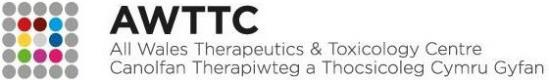 AWTTC
All Wales Therapeutics & Toxicology Centre
Canolfan Therapiwteg a Thocsicoleg Cymru Gyfan